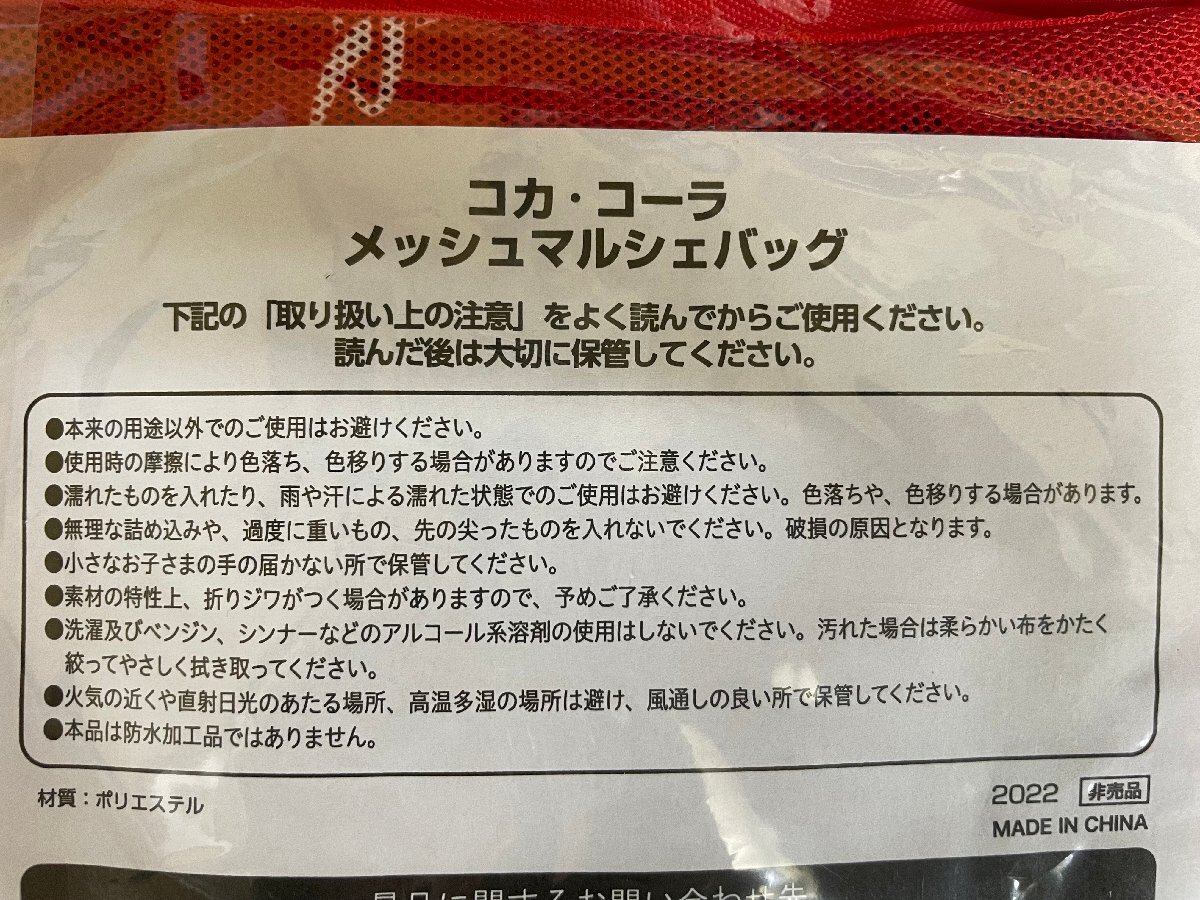 コカ・コーラ
メッシュマルシェバッグ
下記の「取り扱い上の注意」をよく読んでからご使用ください。
読んだ後は大切に保管してください。
●本来の用途以外でのご使用はお避けください。
●使用時の摩擦により色落ち、色移りする場合がありますのでご注意ください。
●濡れたものを入れたり、雨や汗による濡れた状態でのご使用はお避けください。色落ちや、色移りする場合があります。
●無理な詰め込みや、過度に重いもの、先の尖ったものを入れないでください。破損の原因となります。
●小さなお子さまの手の届かない所で保管してください。
●素材の特性上、折りジワがつく場合がありますので、予めご了承ください。
●洗濯及びベンジン、シンナーなどのアルコール系溶剤の使用はしないでください。汚れた場合は柔らかい布をかたく
絞ってやさしく拭き取ってください。
●火気の近くや直射日光のあたる場所、高温多湿の場所は避け、風通しの良い所で保管してください。
●本品は防水加工品ではありません。
材質：ポリエステル
2022 非売品
MADE IN CHINA
景品に関するお問い合わせ先